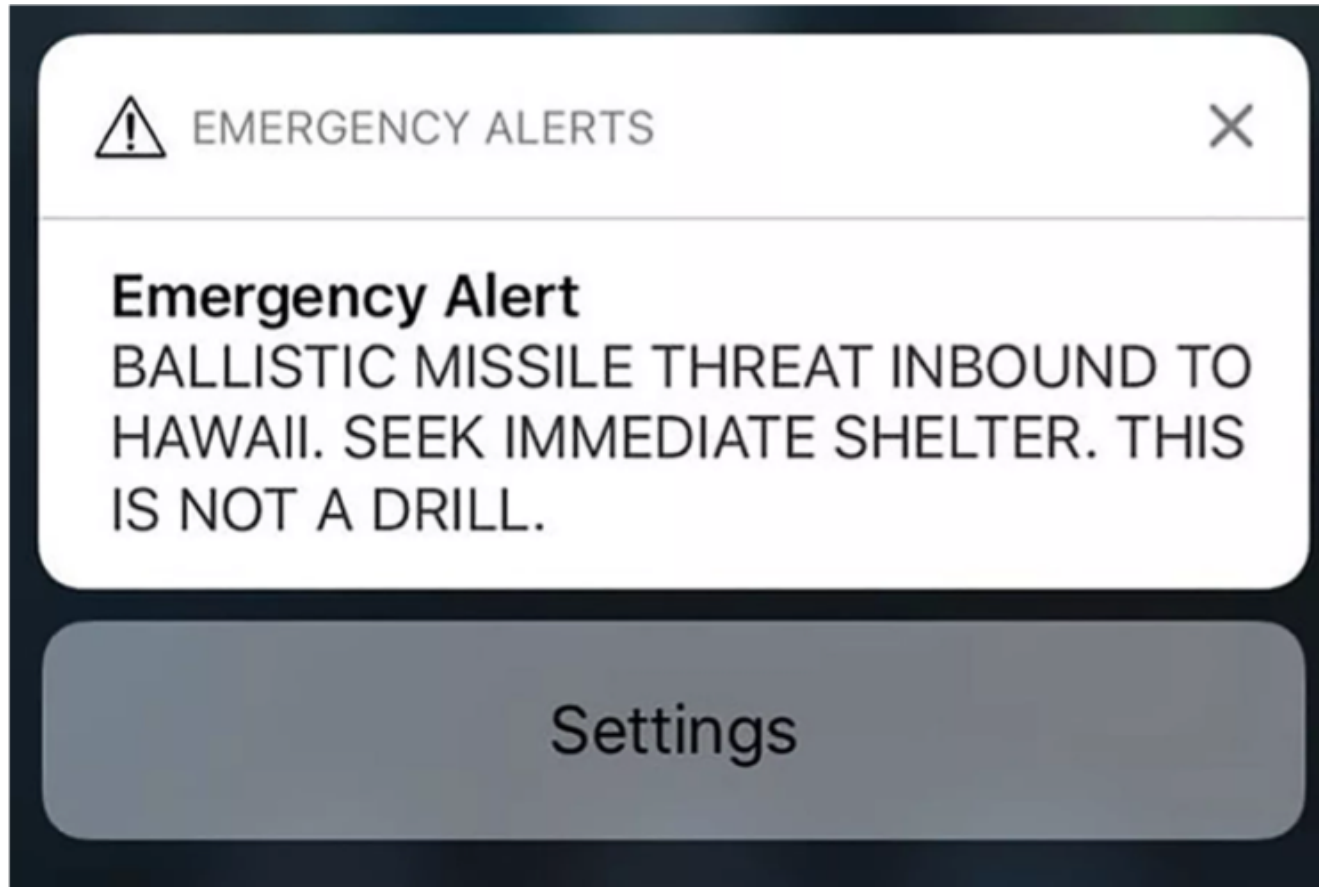 EMERGENCY ALERTS
Emergency Alert
BALLISTIC MISSILE THREAT INBOUND TO
HAWAII. SEEK IMMEDIATE SHELTER. THIS
IS NOT A DRILL.
Settings